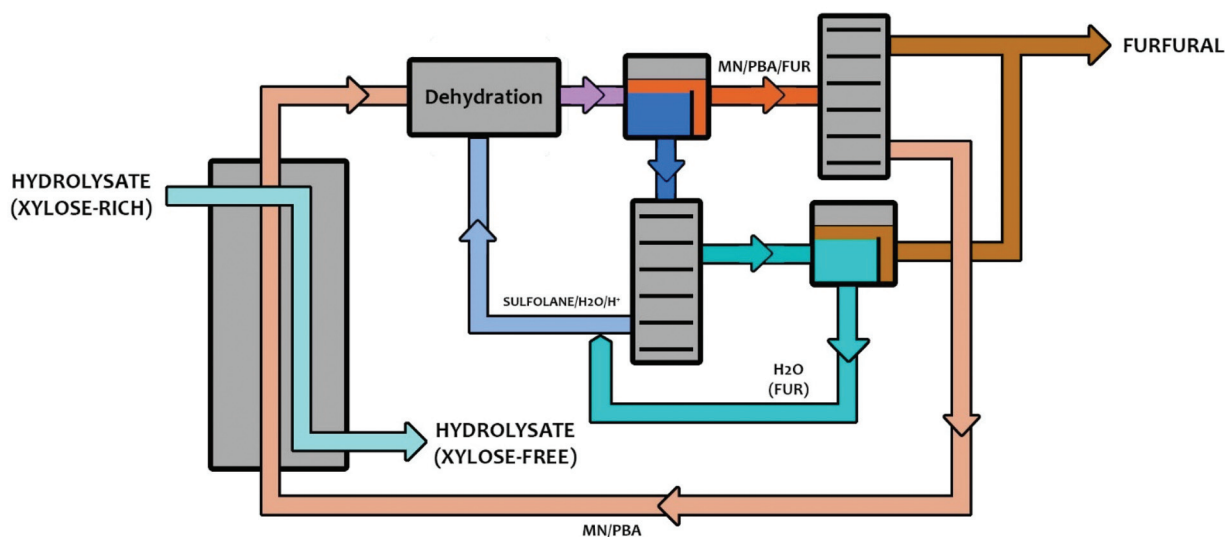 MN/PBA/FUR
FURFURAL
Dehydration
HYDROLYSATE
(XYLOSE-RICH)
SULFOLANE/H2O/H⁺
H2O
(FUR)
HYDROLYSATE
(XYLOSE-FREE)
MN/PBA